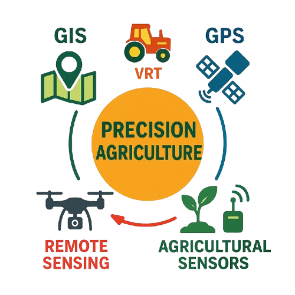 GIS
VRT
GPS
PRECISION
AGRICULTURE
REMOTE
SENSING
AGRICULTURAL
SENSORS